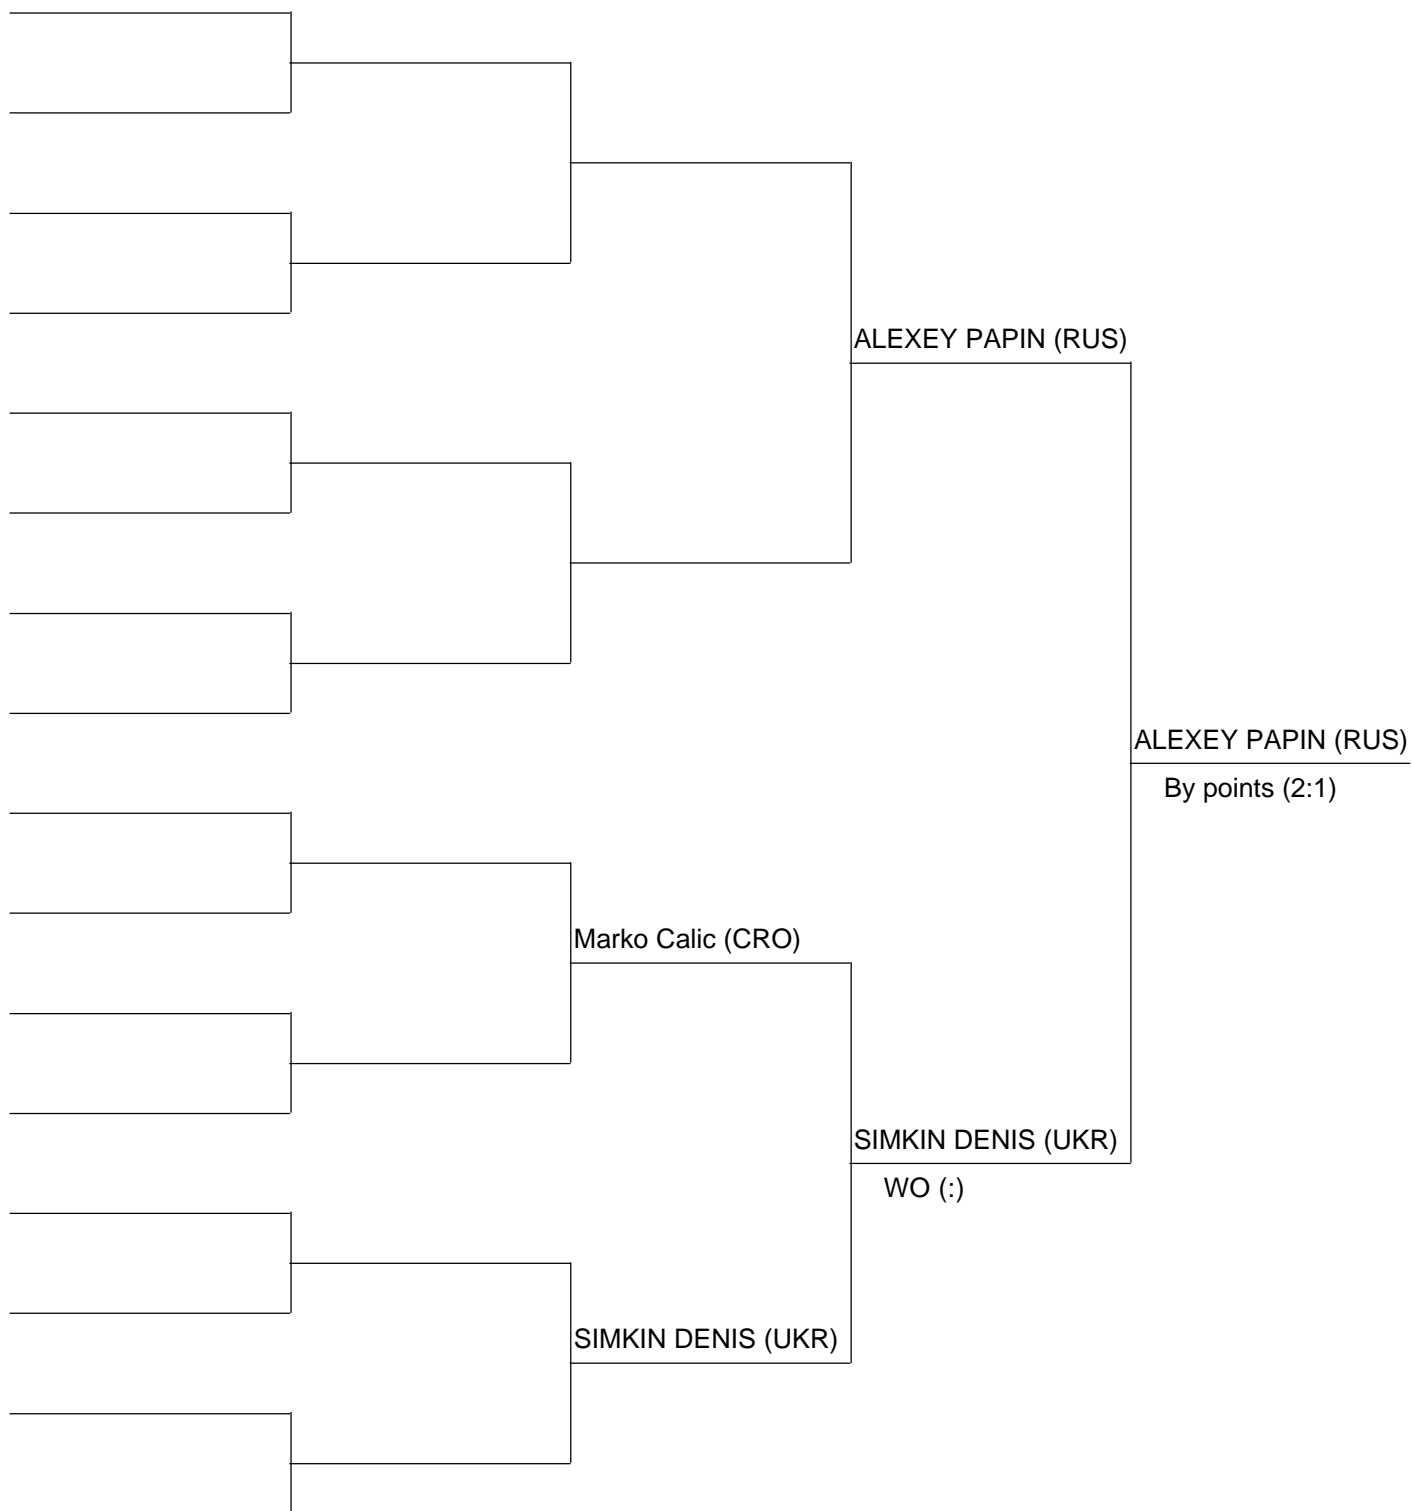 ALEXEY PAPIN (RUS)
ALEXEY PAPIN (RUS)
By points (2:1)
Marko Calic (CRO)
SIMKIN DENIS (UKR)
WO (:)
SIMKIN DENIS (UKR)